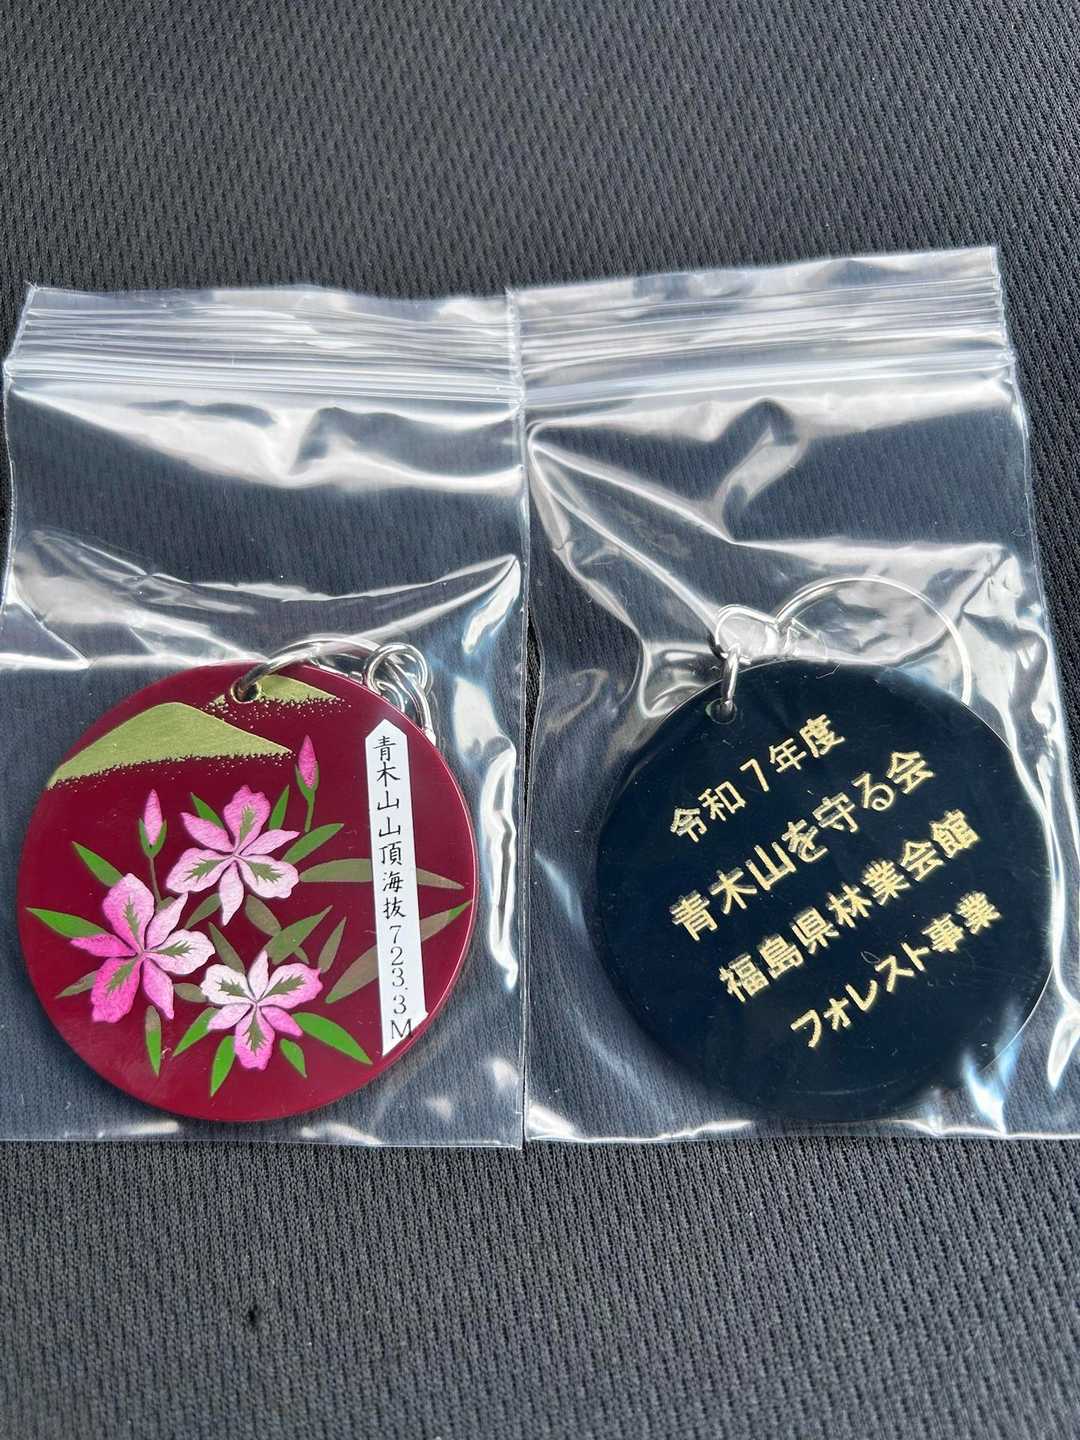 青木山山頂海抜723.3M
令和7年度
青木山を守る会
福島県林業会館
フォレスト事業